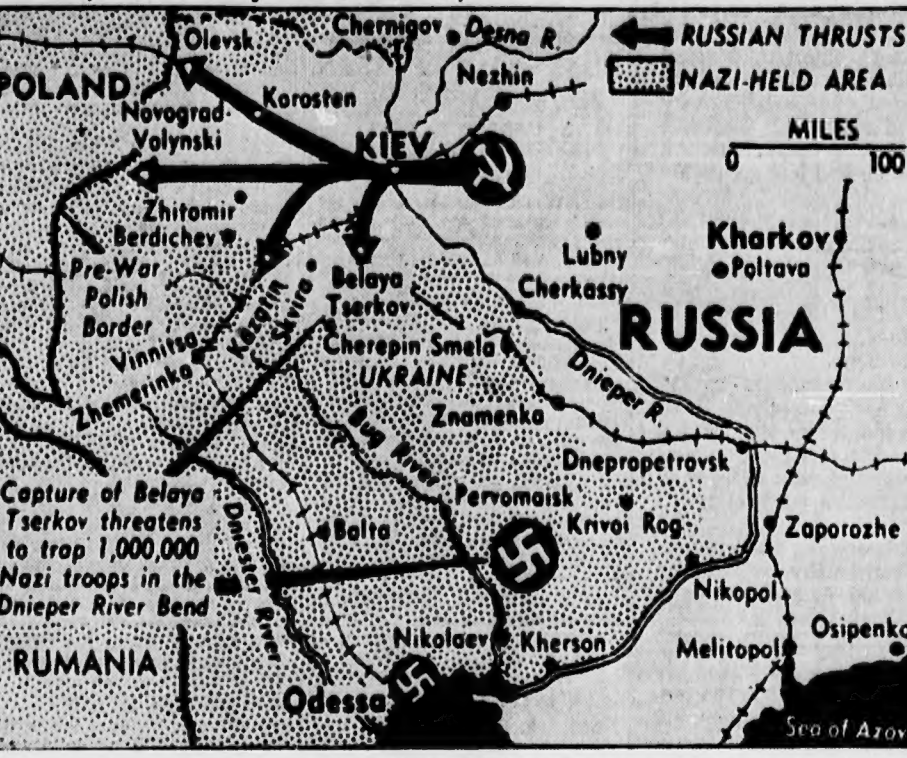 Olevsk
Chernigov
Desna R.
RUSSIAN THRUSTS
POLAND
Nezhin
NAZI-HELD AREA
Novograd-
Volynski
Korosten
KIEV
MILES
0 100
Zhitomir
Berdichev
Pre-War
Polish
Border
Kazatin
Skvira
Belaya
Tserkov
Lubny
Kharkov
Poltava
Cherkassy
RUSSIA
Vinnitsa
Zhemerinka
Cherepin
Smela
UKRAINE
Dnieper R.
Znamenka
Bug River
Dnepropetrovsk
Capture of Belaya
Tserkov threatens
to trap 1,000,000
Nazi troops in the
Dnieper River Bend
Dniester River
Pervomaisk
Krivoi Rog
Balta
Zaporozhe
Nikopol
Nikolaev
Kherson
Melitopol
Osipenko
RUMANIA
Odessa
Sea of Azov